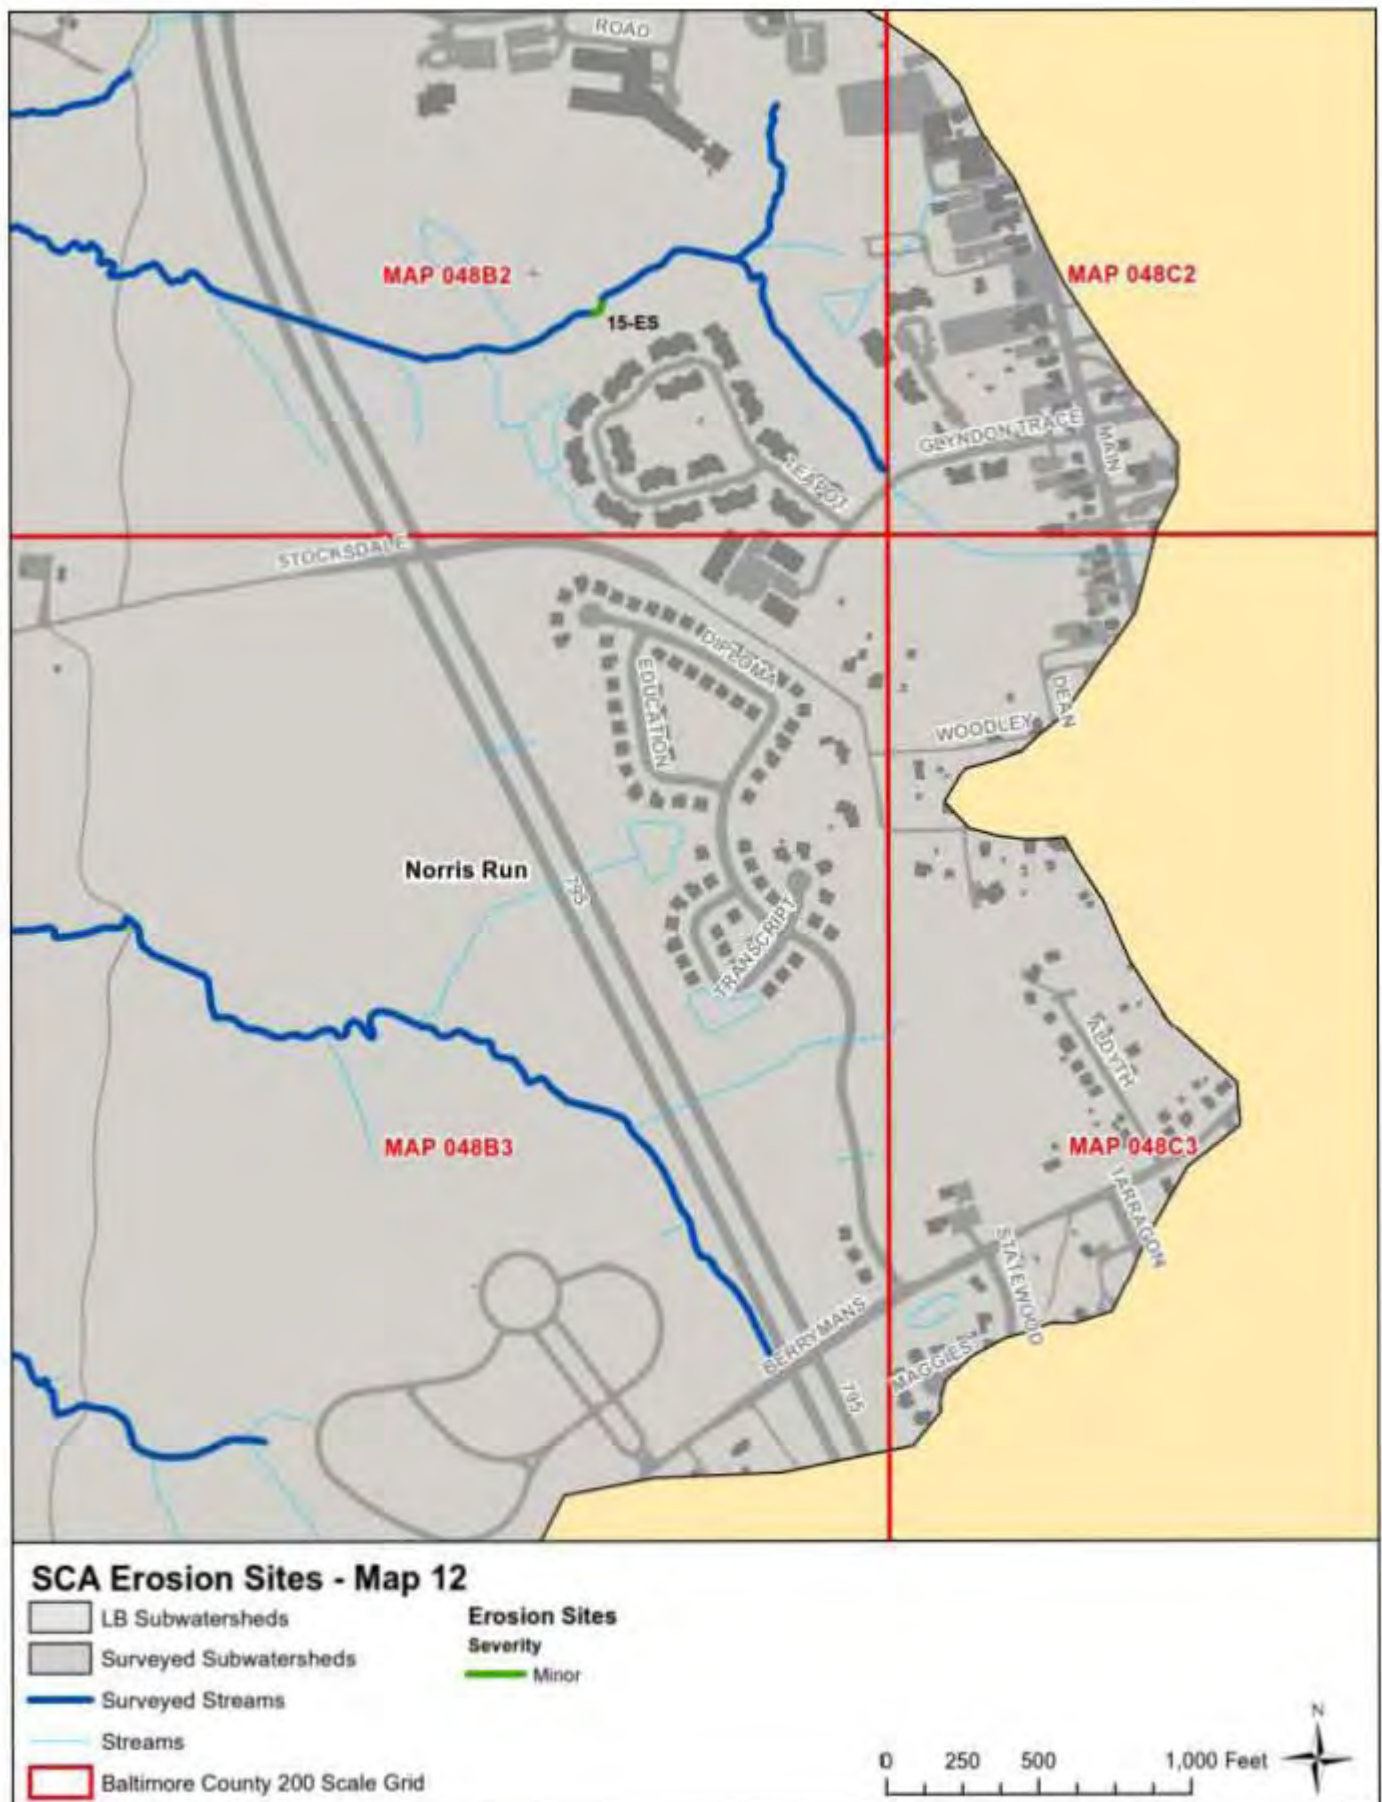 ROAD
MAP 048B2
MAP 048C2
15-ES
GLYNDON TRACE
MAIN
TEAPOT
STOCKSDALE
DIPLOMA
EDUCATION
DEAN
WOODLEY
Norris Run
795
TRANSCRIPT
ALDYTH
MAP 048B3
MAP 048C3
TARRAGON
STATEWOOD
BERRYMANS
MAGGIES
795
SCA Erosion Sites - Map 12
LB Subwatersheds
Surveyed Subwatersheds
Surveyed Streams
Streams
Baltimore County 200 Scale Grid
Erosion Sites
Severity
Minor
N
0 250 500 1,000 Feet